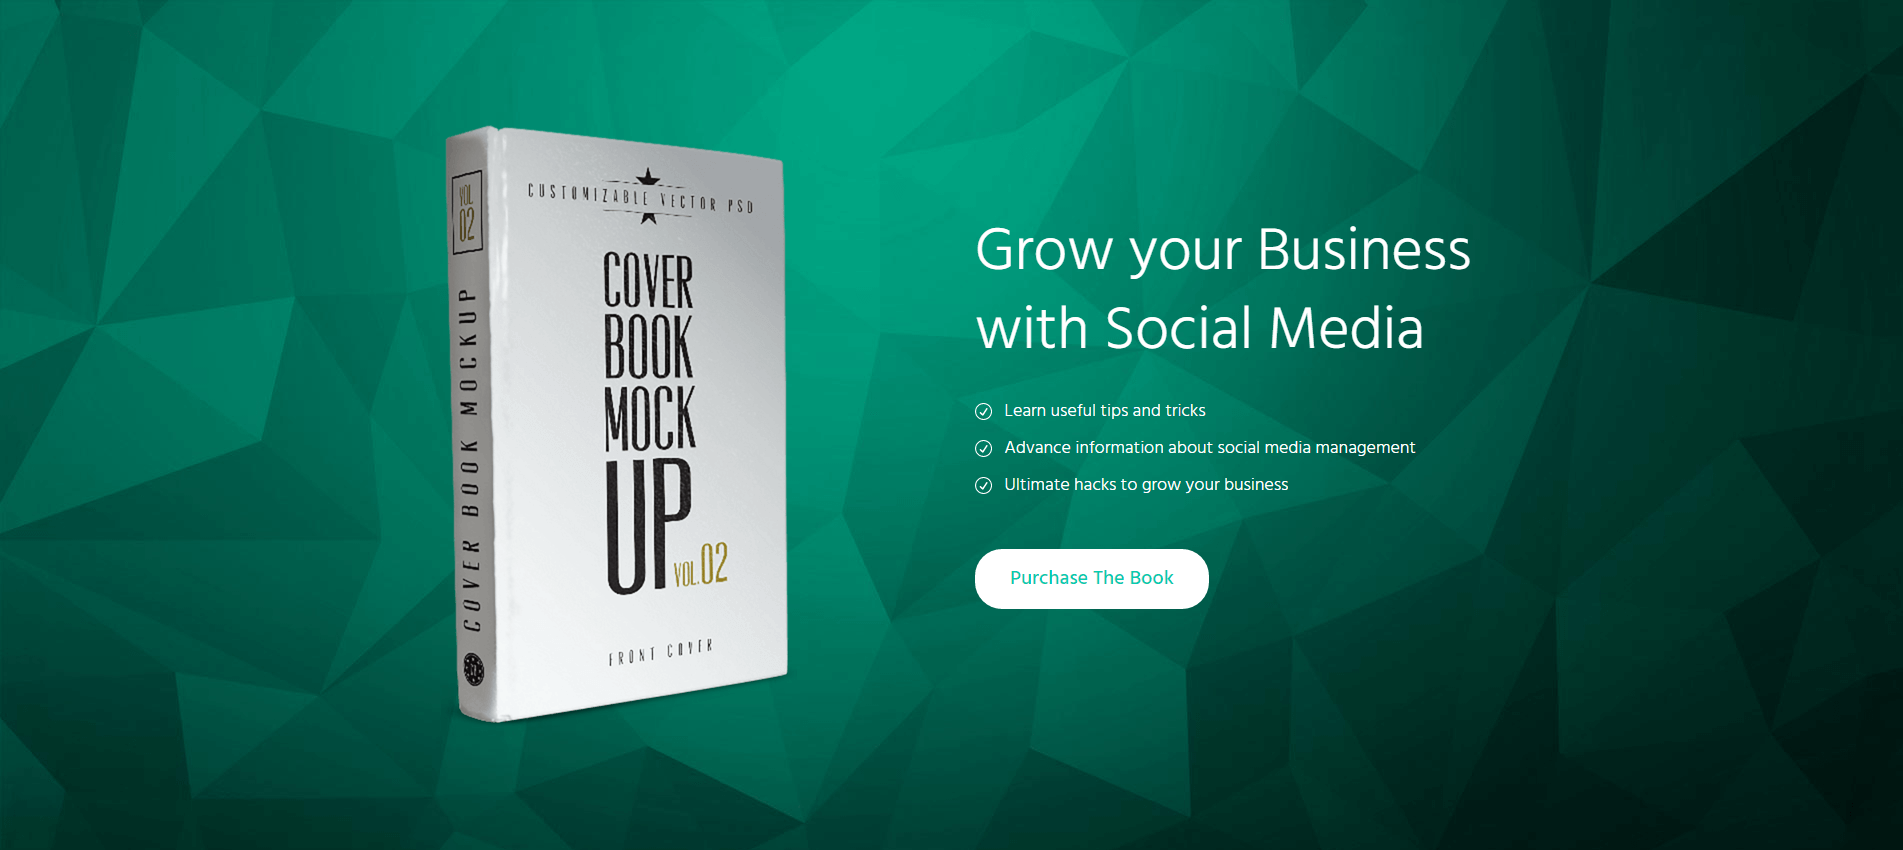 VOL
02
COVER BOOK MOCKUP
CUSTOMIZABLE VECTOR PSD
COVER
BOOK
MOCK
UP
VOL.02
FRONT COVER
Grow your Business
with Social Media
Learn useful tips and tricks
Advance information about social media management
Ultimate hacks to grow your business
Purchase The Book